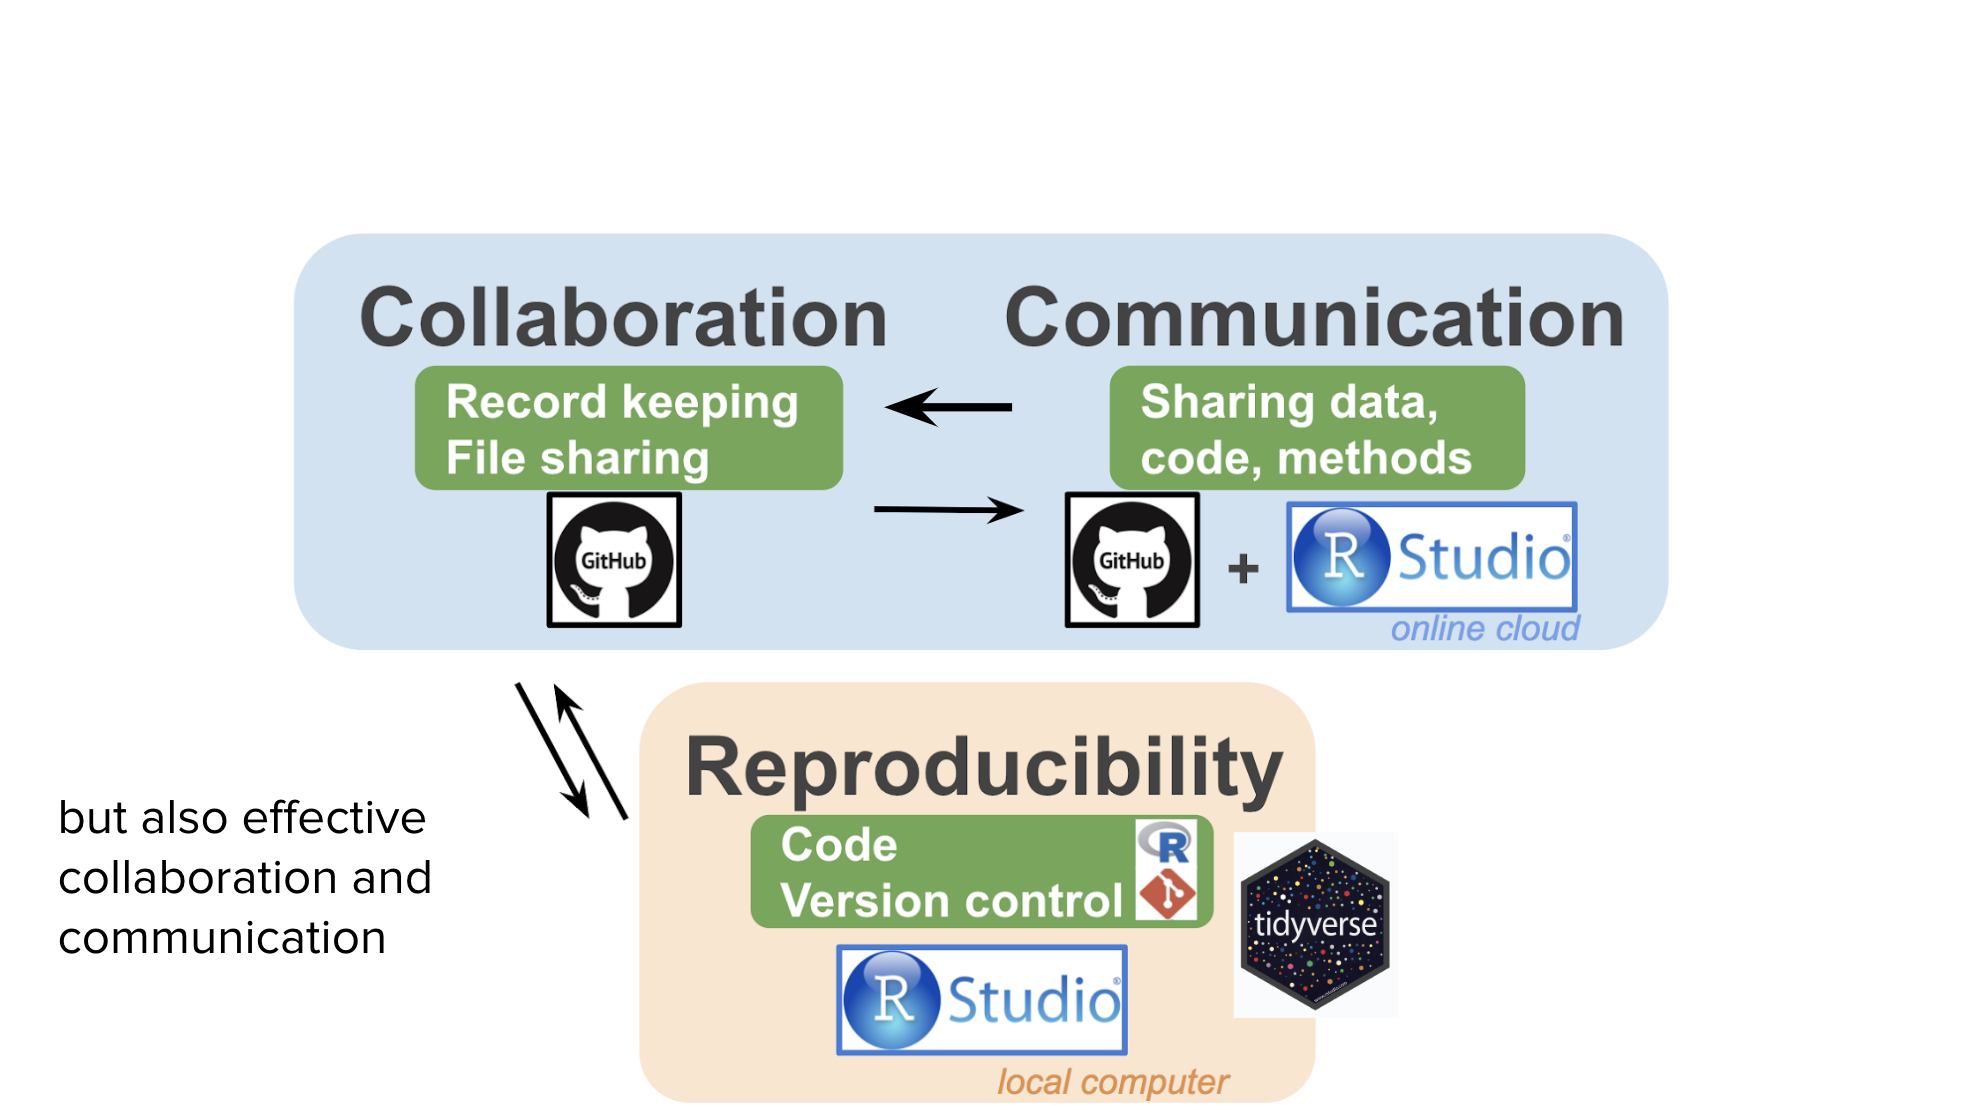 Collaboration
Communication
Record keeping
File sharing
Sharing data,
code, methods
GitHub
GitHub
+
R Studio®
online cloud
but also effective
collaboration and
communication
Reproducibility
Code
Version control
R
tidyverse
R Studio®
local computer